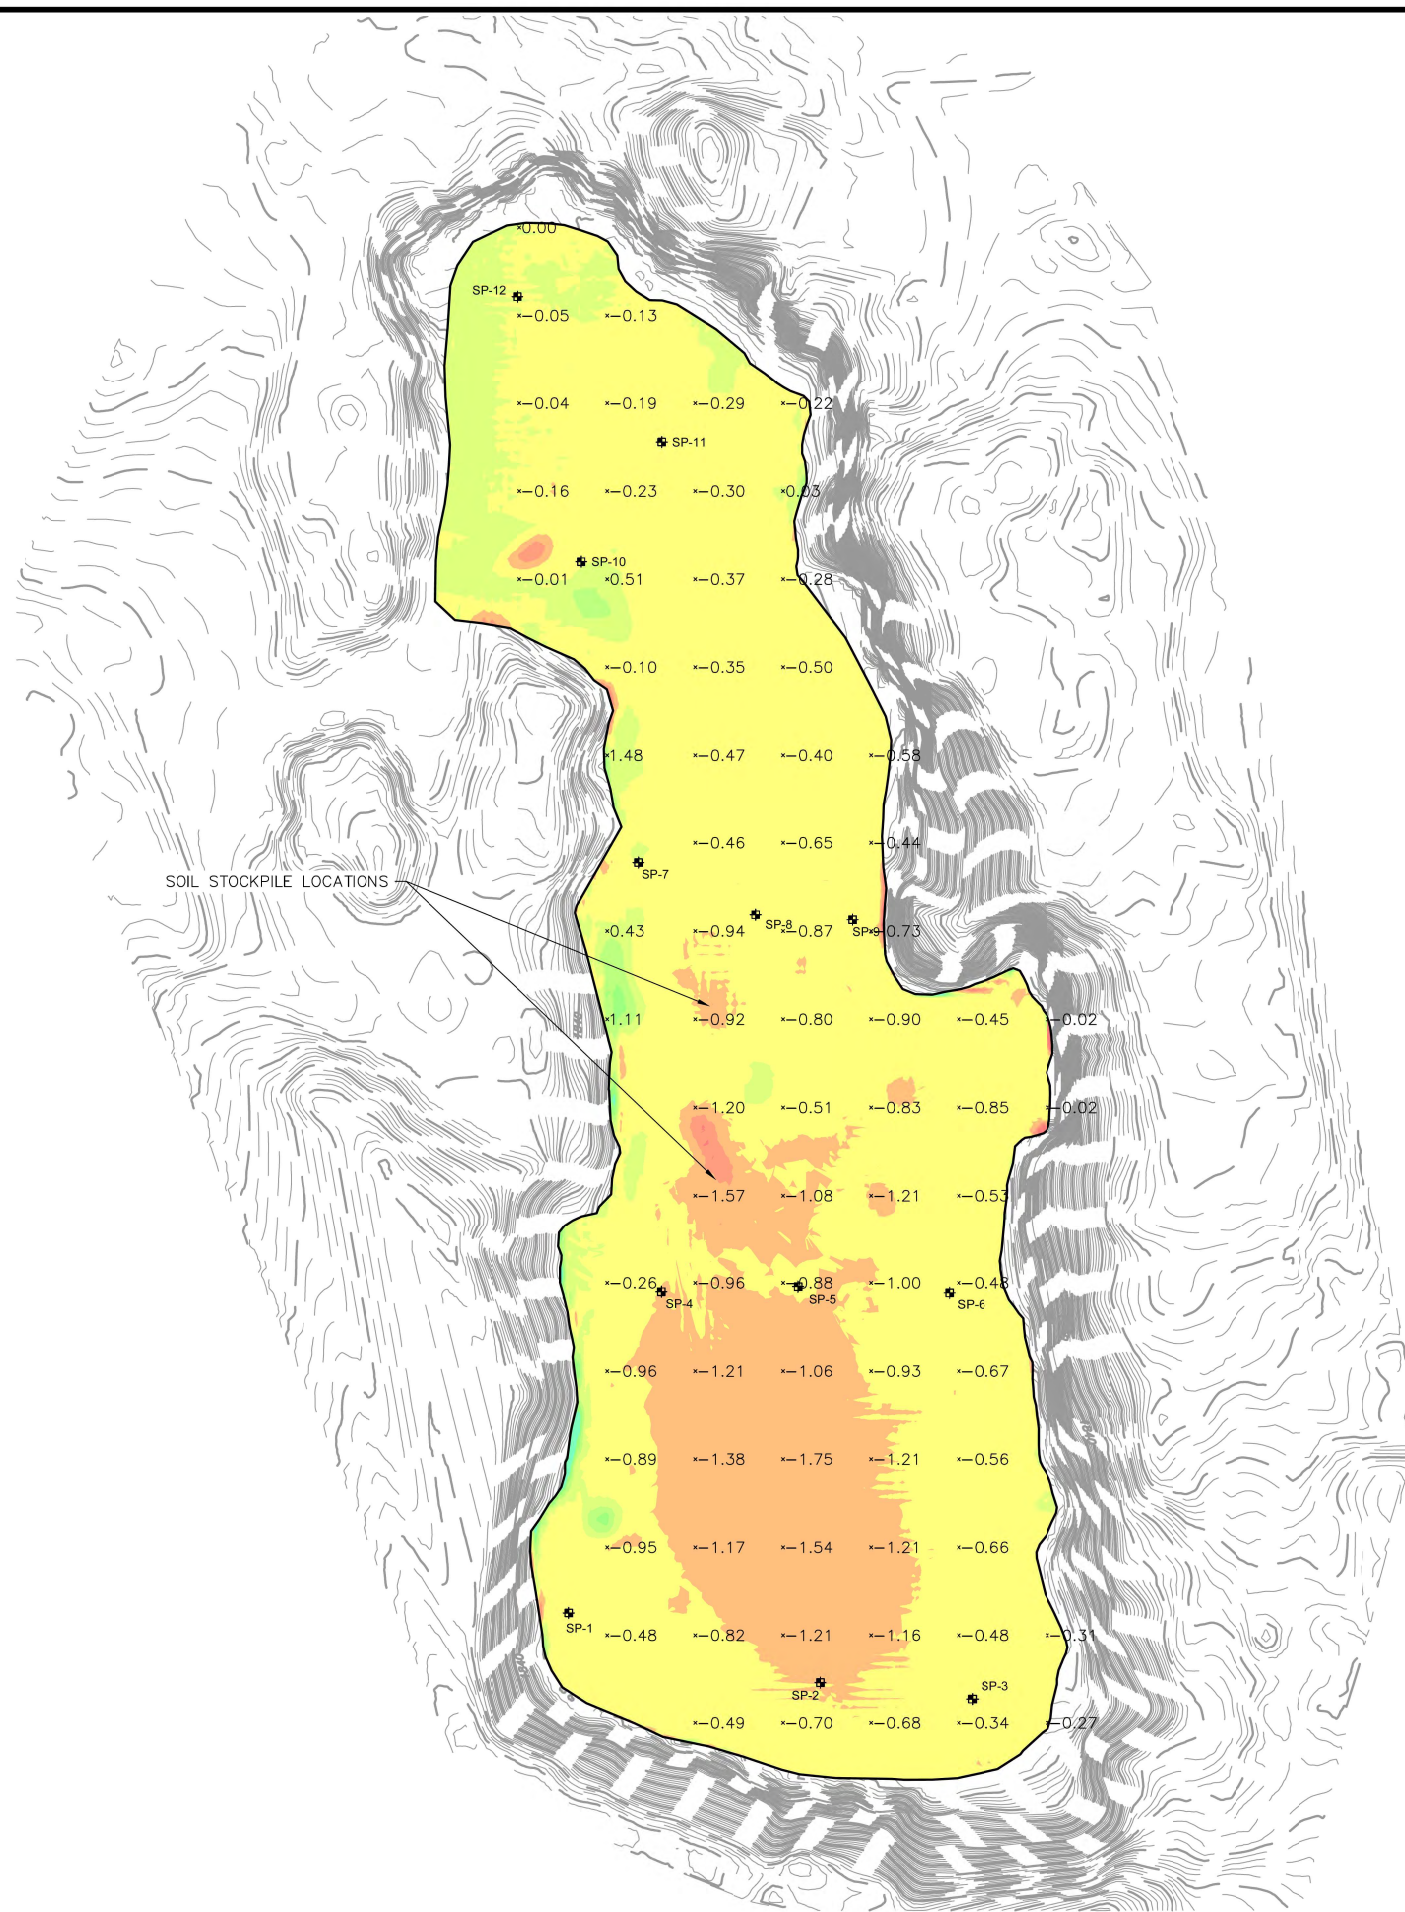 0.00
SP-12
-0.05 -0.13
-0.04 -0.19 -0.29 -0.22
SP-11
-0.16 -0.23 -0.30 0.03
SP-10
-0.01 0.51 -0.37 -0.28
-0.10 -0.35 -0.50
1.48 -0.47 -0.40 -0.58
-0.46 -0.65 -0.44
SP-7
SOIL STOCKPILE LOCATIONS
SP-8 SP-9
0.43 -0.94 -0.87 -0.73
1.11 -0.92 -0.80 -0.90 -0.45 -0.02
-1.20 -0.51 -0.83 -0.85 -0.02
-1.57 -1.08 -1.21 -0.53
-0.26 -0.96 -0.88 -1.00 -0.48
SP-4 SP-5 SP-6
-0.96 -1.21 -1.06 -0.93 -0.67
-0.89 -1.38 -1.75 -1.21 -0.56
-0.95 -1.17 -1.54 -1.21 -0.66
SP-1
-0.48 -0.82 -1.21 -1.16 -0.48 -0.31
SP-2 SP-3
-0.49 -0.70 -0.68 -0.34 -0.27